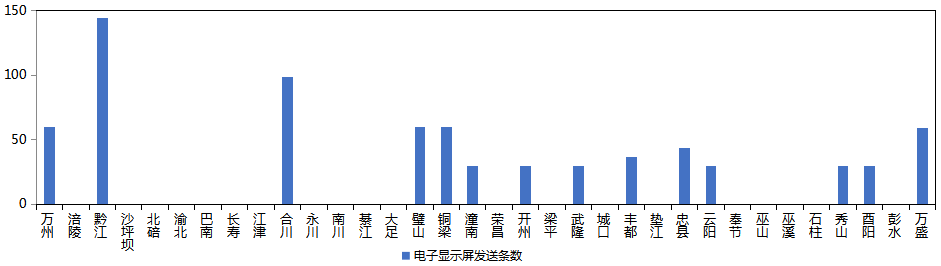 150
100
50
0
万州 涪陵 黔江 沙坪坝 北碚 渝北 巴南 长寿 江津 合川 永川 南川 綦江 大足 璧山 铜梁 潼南 荣昌 开州 梁平 武隆 城口 丰都 垫江 忠县 云阳 奉节 巫山 巫溪 石柱 秀山 酉阳 彭水 万盛
电子显示屏发送条数